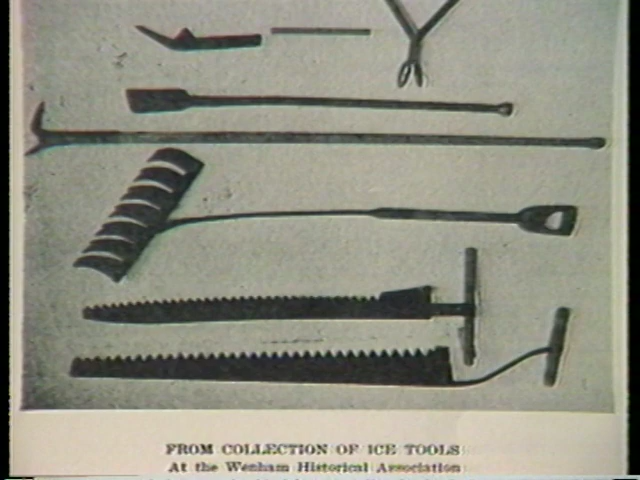 FROM COLLECTION OF ICE TOOLS
At the Wenham Historical Association